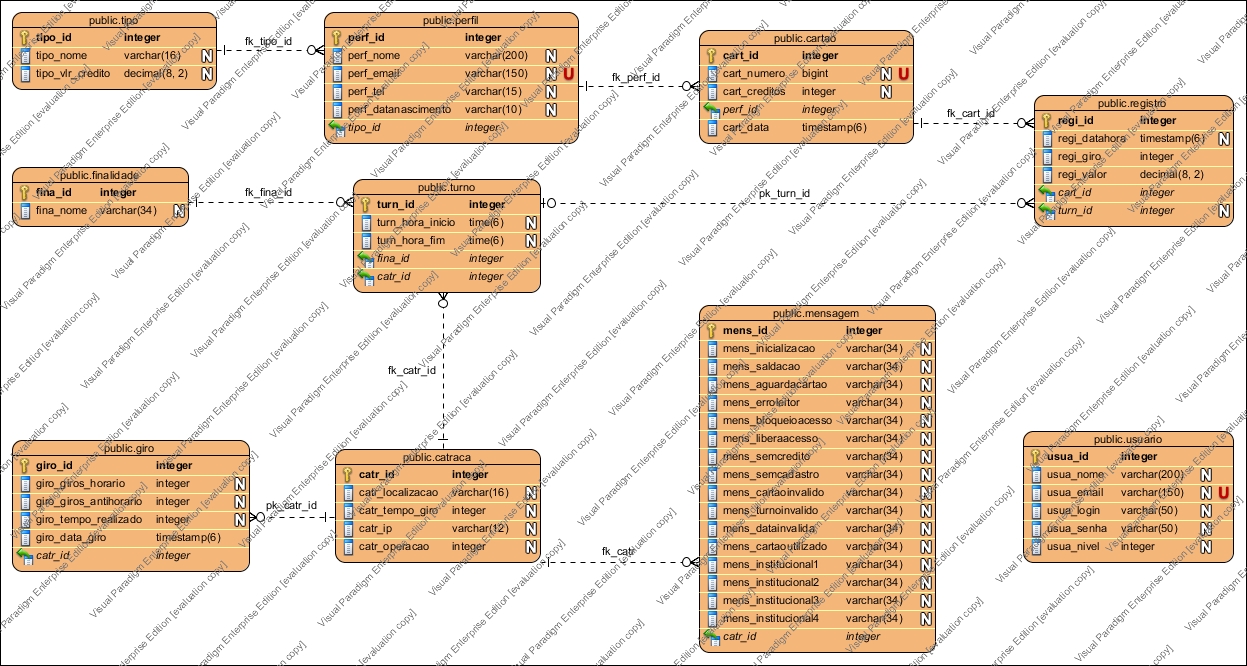 public.tipo
tipo_id integer
tipo_nome varchar(16) N
tipo_vlr_credito decimal(8, 2) N
fk_tipo_id
public.perfil
perf_id integer
perf_nome varchar(200) N
perf_email varchar(150) N U
perf_tel varchar(15) N
perf_datanascimento varchar(10) N
tipo_id integer
fk_perf_id
public.cartao
cart_id integer
cart_numero bigint N U
cart_creditos integer N
perf_id integer
cart_data timestamp(6)
fk_cart_id
public.registro
regi_id integer
regi_datahora timestamp(6) N
regi_giro integer
regi_valor decimal(8, 2)
cart_id integer
turn_id integer N
public.finalidade
fina_id integer
fina_nome varchar(34) N
fk_fina_id
public.turno
turn_id integer
turn_hora_inicio time(6) N
turn_hora_fim time(6) N
fina_id integer
catr_id integer
pk_turn_id
fk_catr_id
public.mensagem
mens_id integer
mens_inicializacao varchar(34) N
mens_saldacao varchar(34) N
mens_aguardacartao varchar(34) N
mens_erroleitor varchar(34) N
mens_bloqueioacesso varchar(34) N
mens_liberaacesso varchar(34) N
mens_semcredito varchar(34) N
mens_semcadastro varchar(34) N
mens_cartaoinvalido varchar(34) N
mens_turnoinvalido varchar(34) N
mens_datainvalida varchar(34) N
mens_cartaoutilizado varchar(34) N
mens_institucional1 varchar(34) N
mens_institucional2 varchar(34) N
mens_institucional3 varchar(34) N
mens_institucional4 varchar(34) N
catr_id integer
public.giro
giro_id integer
giro_giros_horario integer N
giro_giros_antihorario integer N
giro_tempo_realizado integer N
giro_data_giro timestamp(6)
catr_id integer
pk_catr_id
public.catraca
catr_id integer
catr_localizacao varchar(16) N
catr_tempo_giro integer N
catr_ip varchar(12) N
catr_operacao integer N
fk_catr
public.usuario
usua_id integer
usua_nome varchar(200) N
usua_email varchar(150) N U
usua_login varchar(50) N
usua_senha varchar(50) N
usua_nivel integer N
Visual Paradigm Enterprise Edition [evaluation copy]